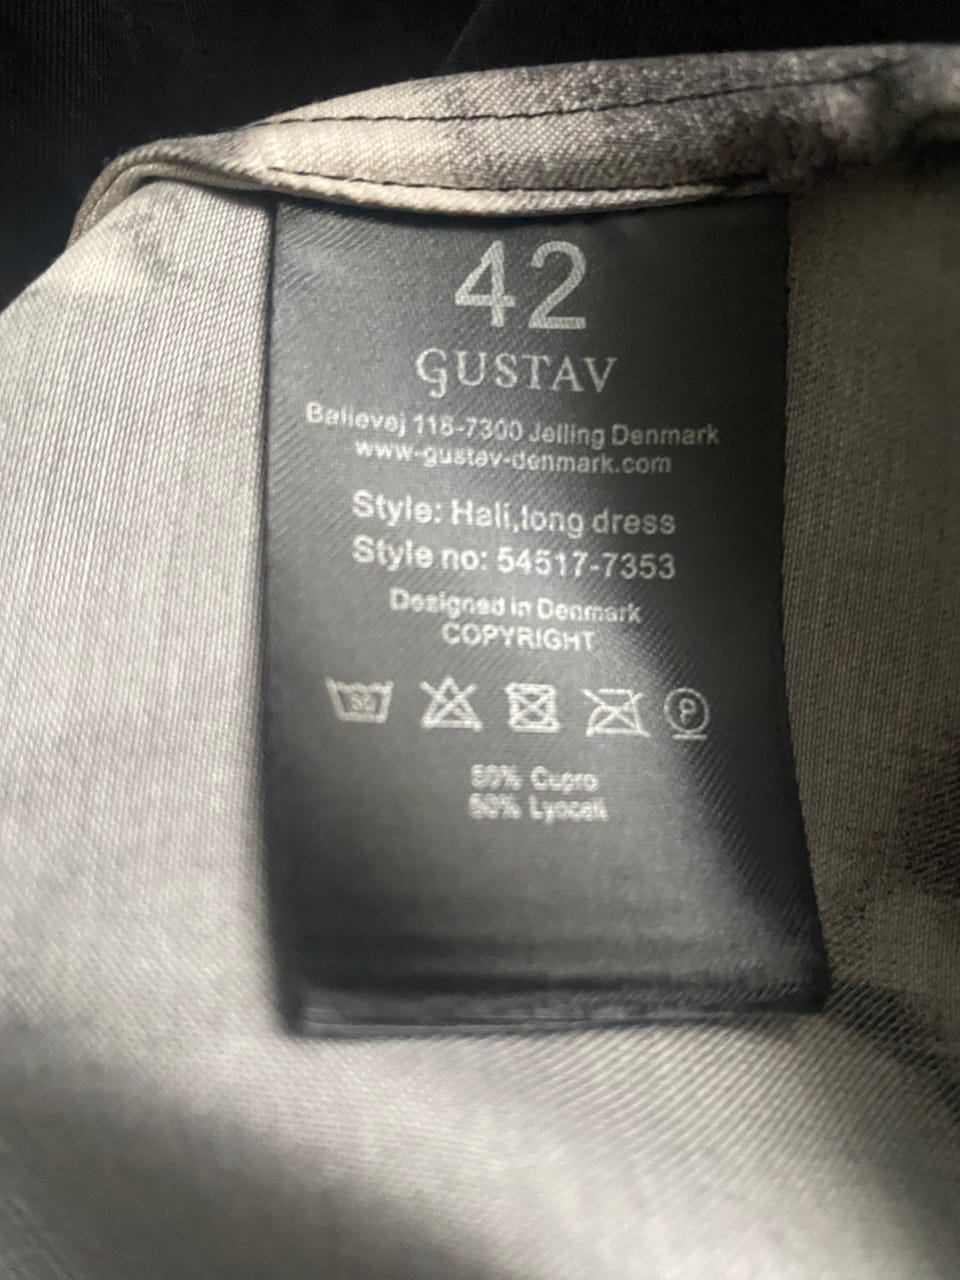 42
GUSTAV
Ballevej 115-7300 Jelling Denmark
www-gustav-denmark.com
Style: Hali,long dress
Style no: 54517-7353
Designed in Denmark
COPYRIGHT
30 P
50% Cupro
50% Lyocell